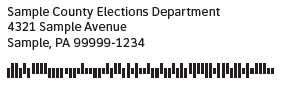 Sample County Elections Department
4321 Sample Avenue
Sample, PA 99999-1234